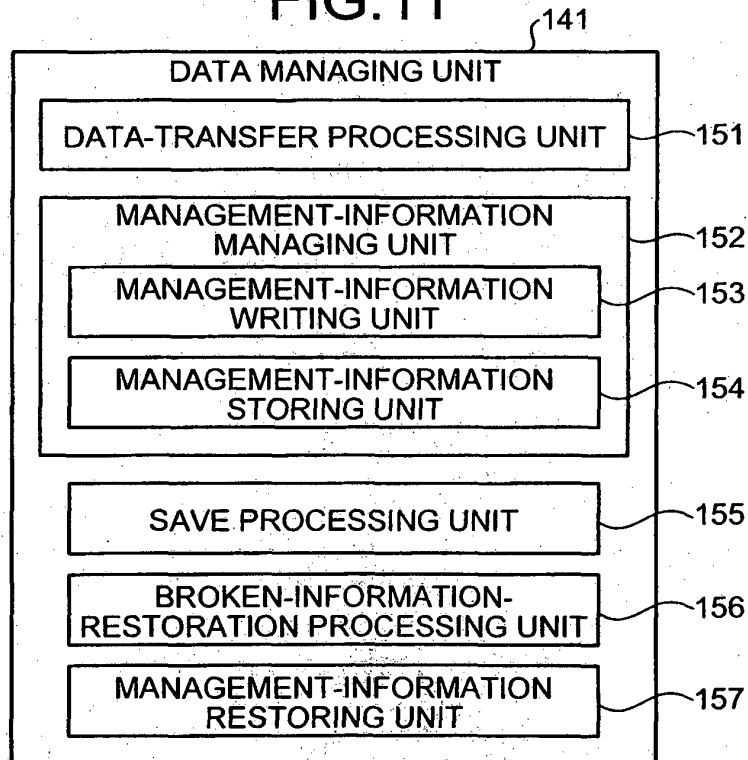 FIG.11
141
DATA MANAGING UNIT
DATA-TRANSFER PROCESSING UNIT
151
MANAGEMENT-INFORMATION
MANAGING UNIT
152
MANAGEMENT-INFORMATION
WRITING UNIT
153
MANAGEMENT-INFORMATION
STORING UNIT
154
SAVE PROCESSING UNIT
155
BROKEN-INFORMATION-
RESTORATION PROCESSING UNIT
156
MANAGEMENT-INFORMATION
RESTORING UNIT
157